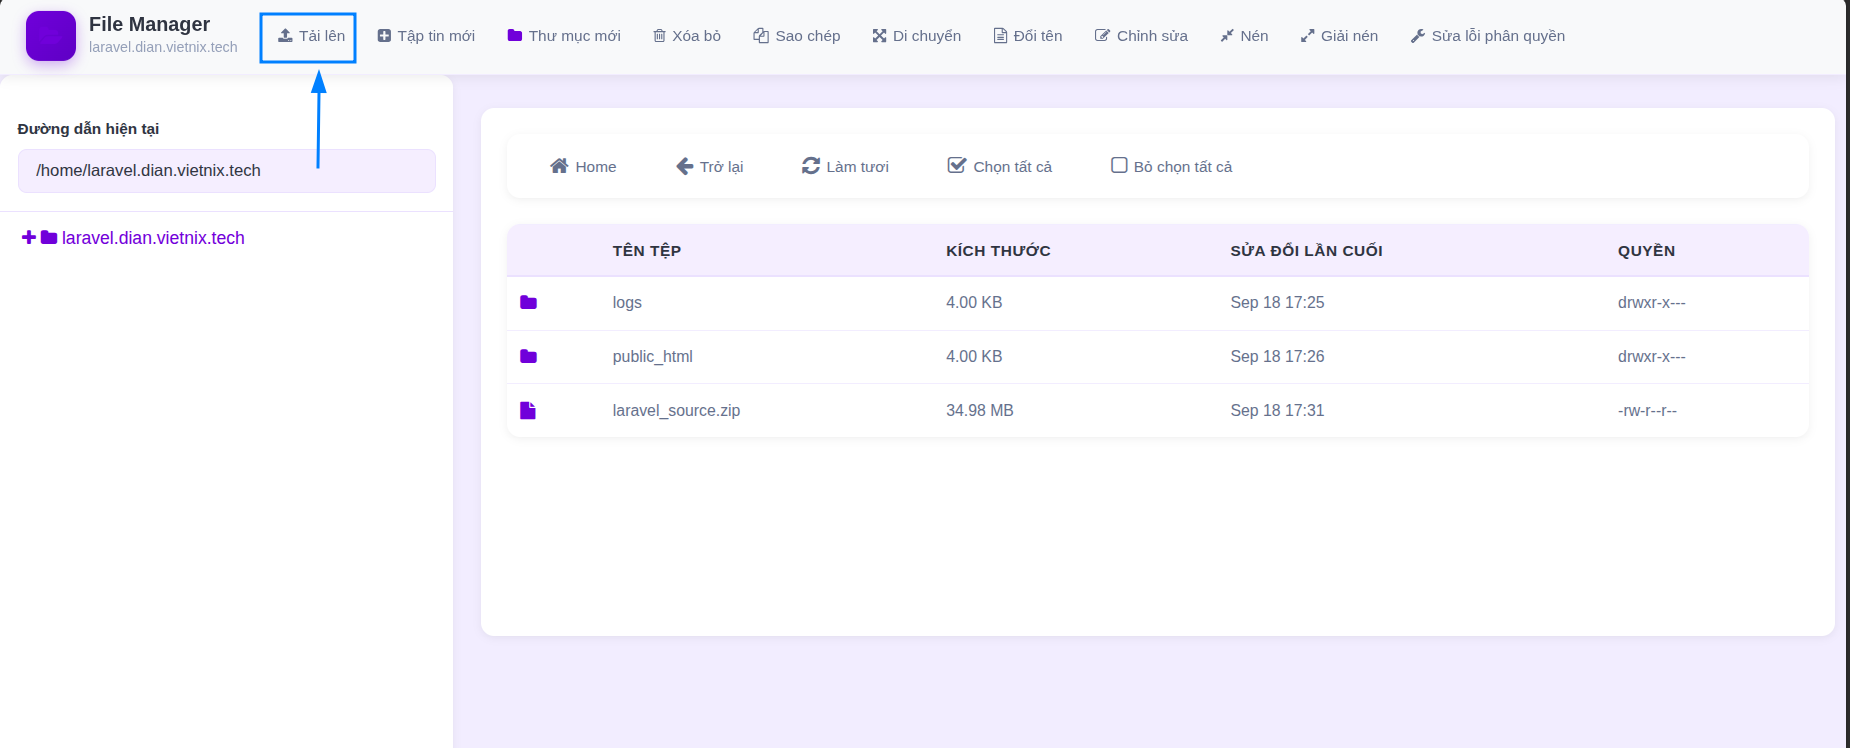 File Manager
laravel.dian.vietnix.tech
Tải lên
Tập tin mới
Thư mục mới
Xóa bỏ
Sao chép
Di chuyển
Đổi tên
Chỉnh sửa
Nén
Giải nén
Sửa lỗi phân quyền
Đường dẫn hiện tại
/home/laravel.dian.vietnix.tech
laravel.dian.vietnix.tech
Home
Trở lại
Làm tươi
Chọn tất cả
Bỏ chọn tất cả
TÊN TỆP KÍCH THƯỚC SỬA ĐỔI LẦN CUỐI QUYỀN
logs 4.00 KB Sep 18 17:25 drwxr-x---
public_html 4.00 KB Sep 18 17:26 drwxr-x---
laravel_source.zip 34.98 MB Sep 18 17:31 -rw-r--r--